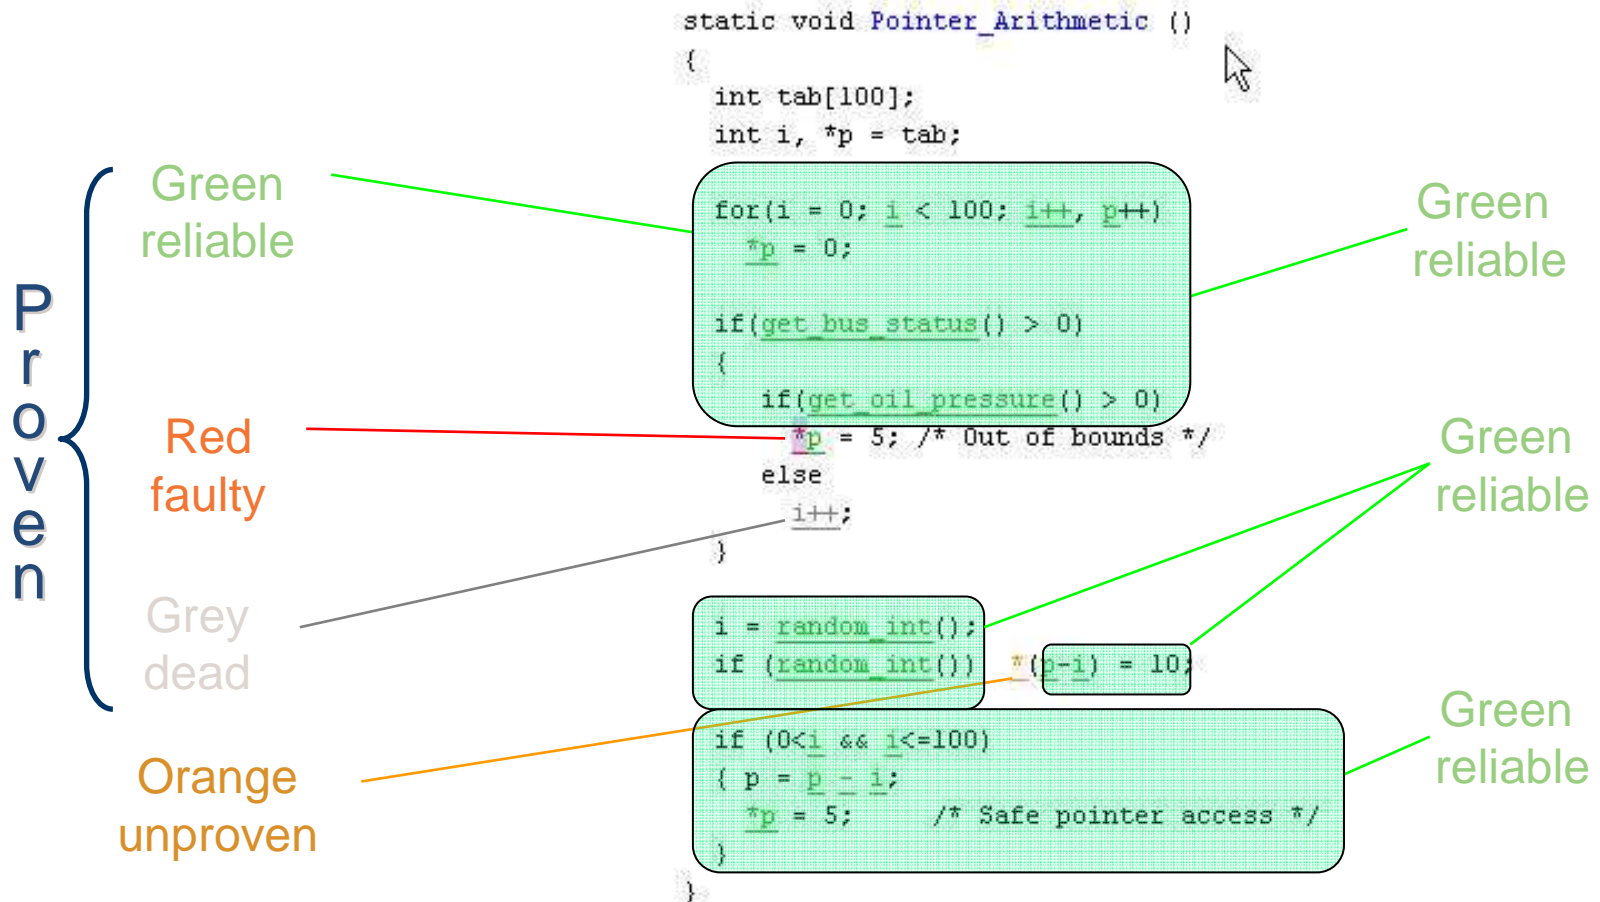 static void Pointer_Arithmetic ()
{
int tab[100];
int i, *p = tab;
for(i = 0; i < 100; i++, p++)
*p = 0;
if(get_bus_status() > 0)
{
if(get_oil_pressure() > 0)
*p = 5; /* Out of bounds */
else
i++;
}
i = random_int();
if (random_int()) *(p-i) = 10;
if (0<i && i<=100)
{ p = p - i;
*p = 5; /* Safe pointer access */
}
}
Proven
Green
reliable
Red
faulty
Grey
dead
Orange
unproven
Green
reliable
Green
reliable
Green
reliable